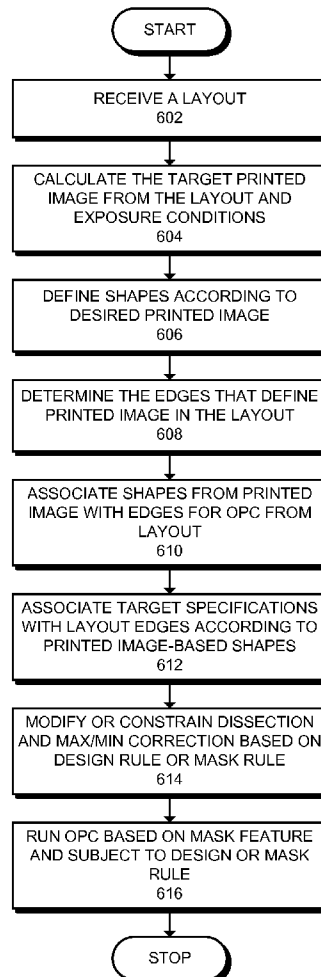 START
RECEIVE A LAYOUT
602
CALCULATE THE TARGET PRINTED
IMAGE FROM THE LAYOUT AND
EXPOSURE CONDITIONS
604
DEFINE SHAPES ACCORDING TO
DESIRED PRINTED IMAGE
606
DETERMINE THE EDGES THAT DEFINE
PRINTED IMAGE IN THE LAYOUT
608
ASSOCIATE SHAPES FROM PRINTED
IMAGE WITH EDGES FOR OPC FROM
LAYOUT
610
ASSOCIATE TARGET SPECIFICATIONS
WITH LAYOUT EDGES ACCORDING TO
PRINTED IMAGE-BASED SHAPES
612
MODIFY OR CONSTRAIN DISSECTION
AND MAX/MIN CORRECTION BASED ON
DESIGN RULE OR MASK RULE
614
RUN OPC BASED ON MASK FEATURE
AND SUBJECT TO DESIGN OR MASK
RULE
616
STOP